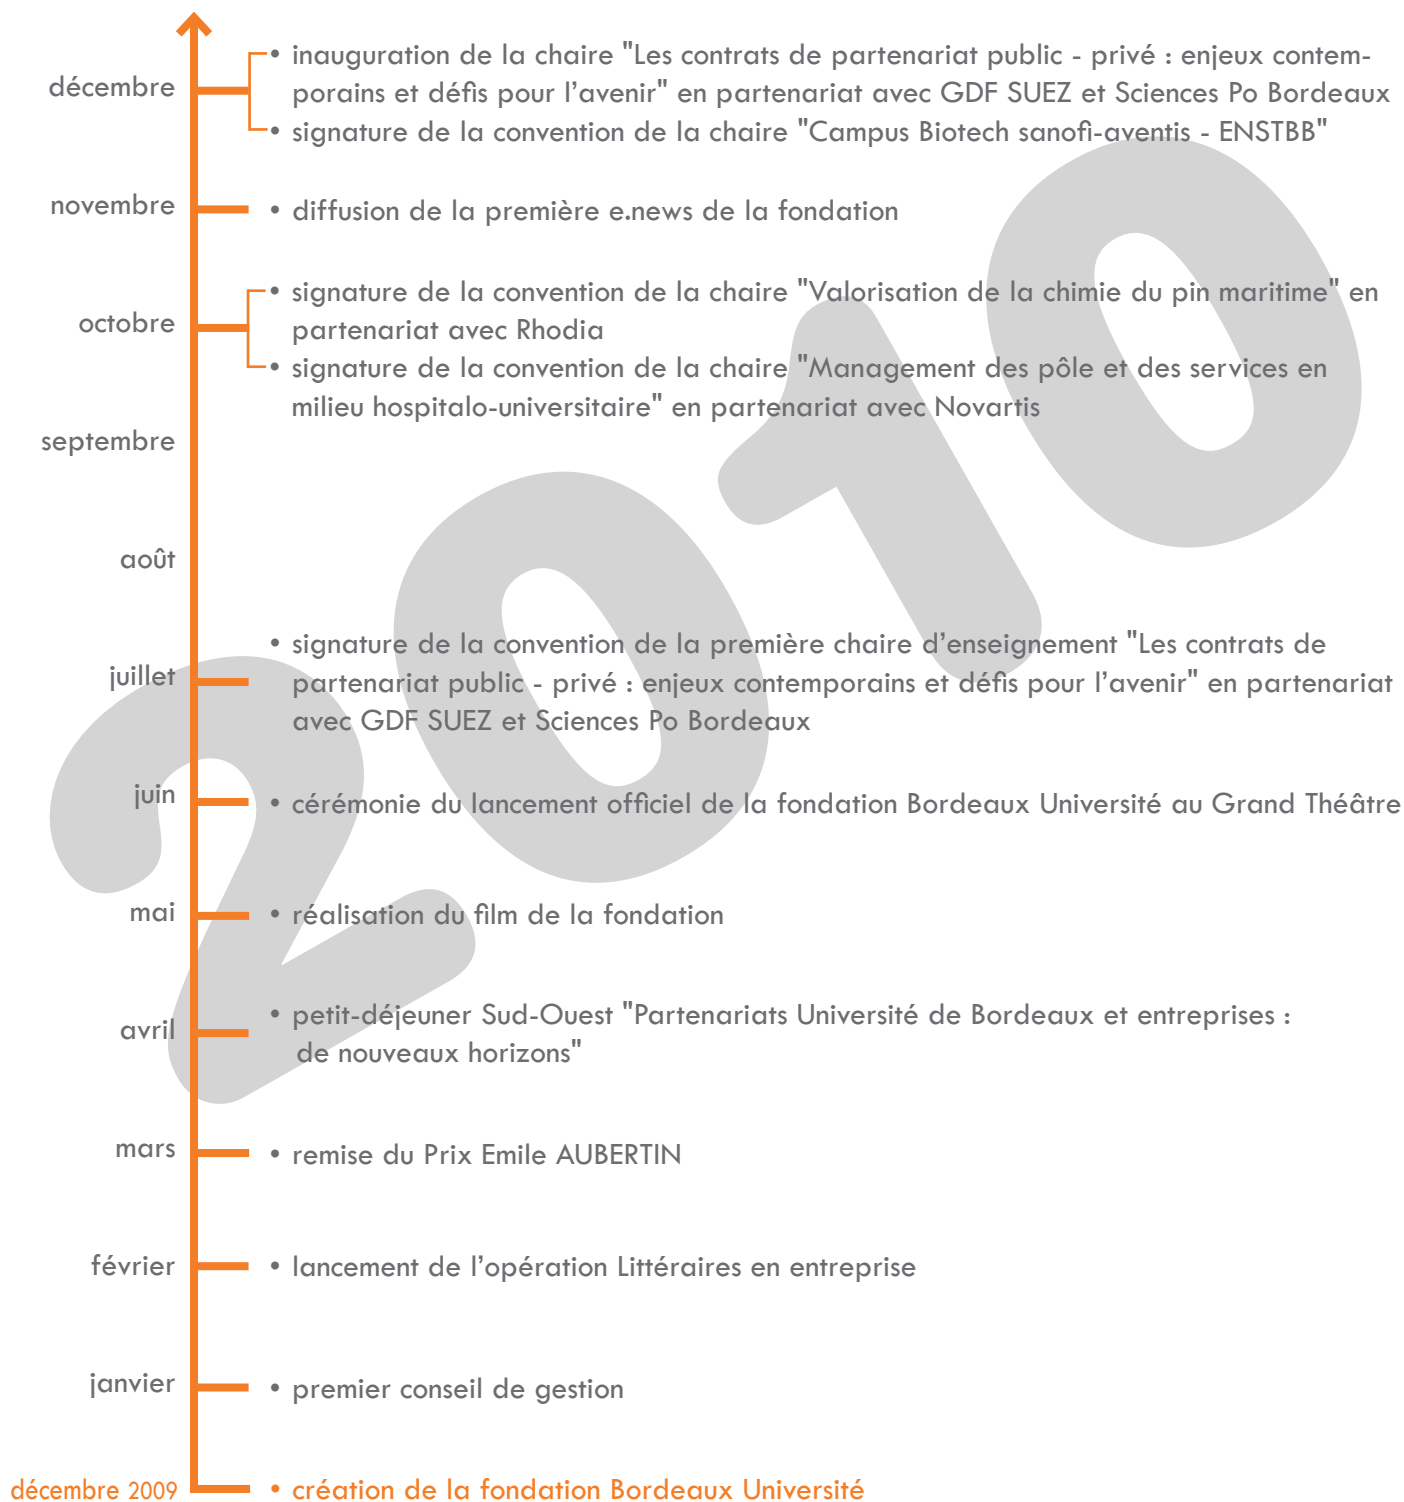 décembre
• inauguration de la chaire "Les contrats de partenariat public - privé : enjeux contem-
porains et défis pour l’avenir" en partenariat avec GDF SUEZ et Sciences Po Bordeaux
• signature de la convention de la chaire "Campus Biotech sanofi-aventis - ENSTBB"
novembre
• diffusion de la première e.news de la fondation
octobre
• signature de la convention de la chaire "Valorisation de la chimie du pin maritime" en
partenariat avec Rhodia
• signature de la convention de la chaire "Management des pôle et des services en
milieu hospitalo-universitaire" en partenariat avec Novartis
septembre
août
juillet
• signature de la convention de la première chaire d’enseignement "Les contrats de
partenariat public - privé : enjeux contemporains et défis pour l’avenir" en partenariat
avec GDF SUEZ et Sciences Po Bordeaux
juin
• cérémonie du lancement officiel de la fondation Bordeaux Université au Grand Théâtre
mai
• réalisation du film de la fondation
avril
• petit-déjeuner Sud-Ouest "Partenariats Université de Bordeaux et entreprises :
de nouveaux horizons"
mars
• remise du Prix Emile AUBERTIN
février
• lancement de l’opération Littéraires en entreprise
janvier
• premier conseil de gestion
décembre 2009
• création de la fondation Bordeaux Université
2010